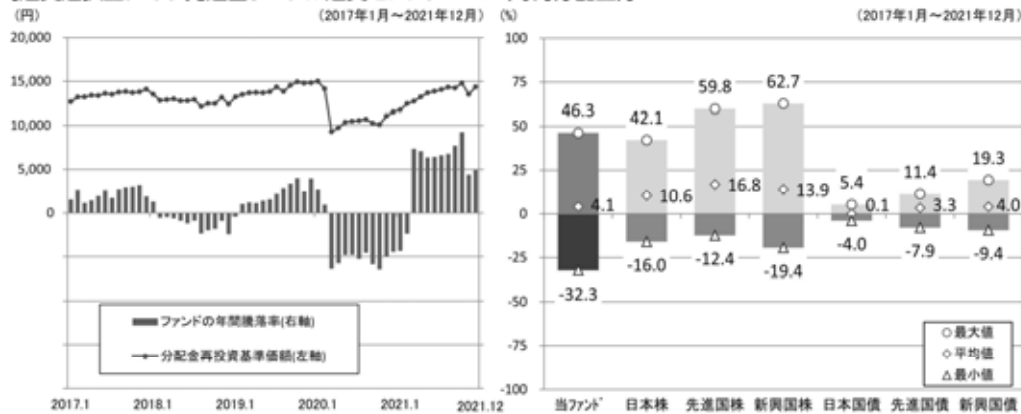 (円)
(2017年1月～2021年12月)
20,000
15,000
10,000
5,000
0
ファンドの年間騰落率(右軸)
分配金再投資基準価額(左軸)
2017.1 2018.1 2019.1 2020.1 2021.1 2021.12
(%)
(2017年1月～2021年12月)
100
75
50
25
0
-25
-50
-75
-100
46.3 42.1 59.8 62.7 5.4 11.4 19.3
4.1 10.6 16.8 13.9 0.1 3.3 4.0
-32.3 -16.0 -12.4 -19.4 -4.0 -7.9 -9.4
最大値
平均値
最小値
当ファンド 日本株 先進国株 新興国株 日本国債 先進国債 新興国債